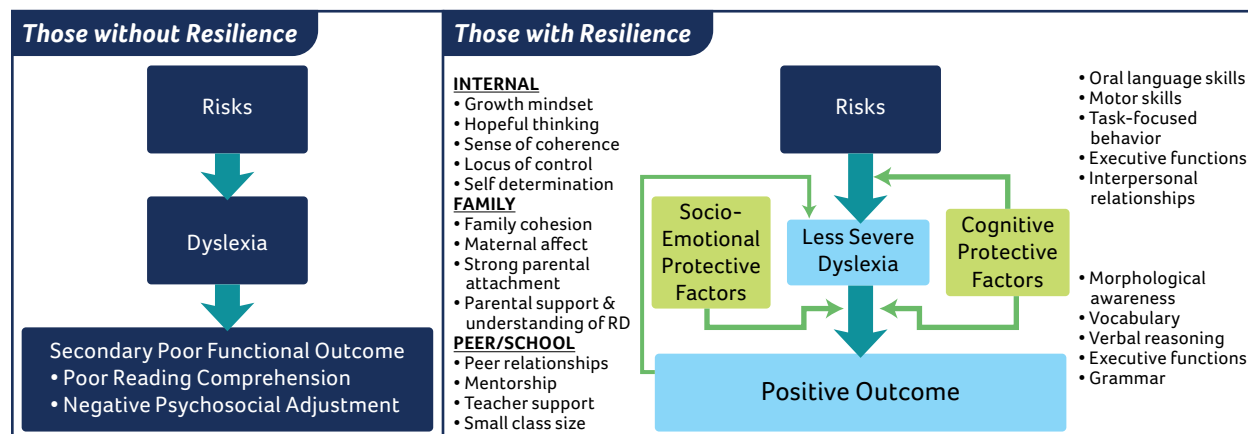 Those without Resilience
Risks
Dyslexia
Secondary Poor Functional Outcome
• Poor Reading Comprehension
• Negative Psychosocial Adjustment
Those with Resilience
INTERNAL
• Growth mindset
• Hopeful thinking
• Sense of coherence
• Locus of control
• Self determination
FAMILY
• Family cohesion
• Maternal affect
• Strong parental
attachment
• Parental support &
understanding of RD
PEER/SCHOOL
• Peer relationships
• Mentorship
• Teacher support
• Small class size
Risks
Socio-
Emotional
Protective
Factors
Less Severe
Dyslexia
Cognitive
Protective
Factors
Positive Outcome
• Oral language skills
• Motor skills
• Task-focused
behavior
• Executive functions
• Interpersonal
relationships
• Morphological
awareness
• Vocabulary
• Verbal reasoning
• Executive functions
• Grammar